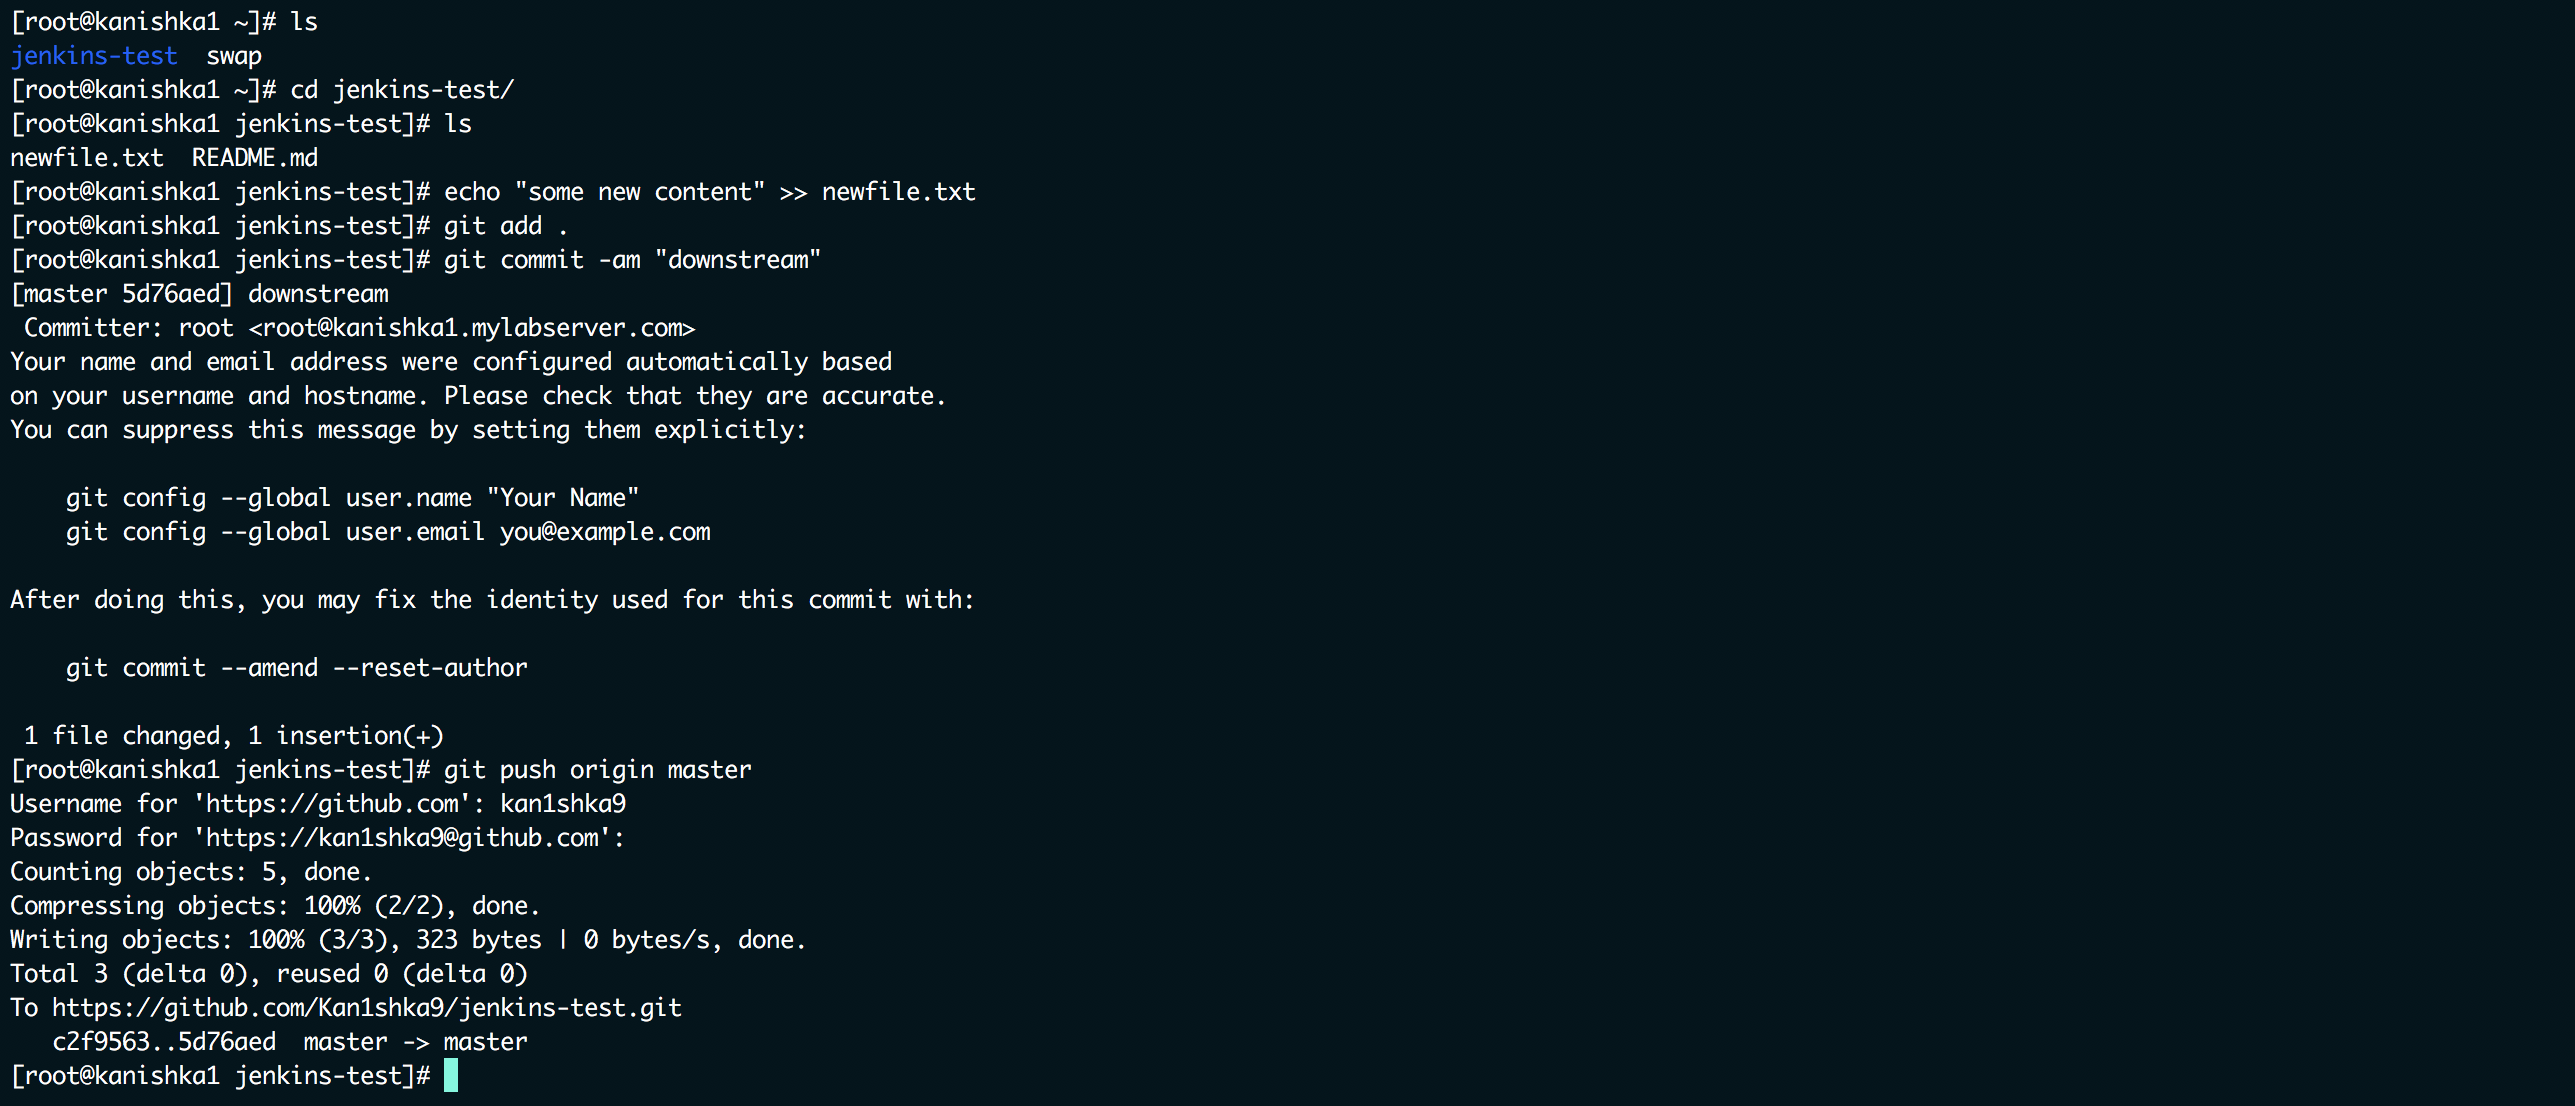 [root@kanishka1 ~]# ls
jenkins-test  swap
[root@kanishka1 ~]# cd jenkins-test/
[root@kanishka1 jenkins-test]# ls
newfile.txt  README.md
[root@kanishka1 jenkins-test]# echo "some new content" >> newfile.txt
[root@kanishka1 jenkins-test]# git add .
[root@kanishka1 jenkins-test]# git commit -am "downstream"
[master 5d76aed] downstream
 Committer: root <root@kanishka1.mylabserver.com>
Your name and email address were configured automatically based
on your username and hostname. Please check that they are accurate.
You can suppress this message by setting them explicitly:

    git config --global user.name "Your Name"
    git config --global user.email you@example.com

After doing this, you may fix the identity used for this commit with:

    git commit --amend --reset-author

 1 file changed, 1 insertion(+)
[root@kanishka1 jenkins-test]# git push origin master
Username for 'https://github.com': kan1shka9
Password for 'https://kan1shka9@github.com':
Counting objects: 5, done.
Compressing objects: 100% (2/2), done.
Writing objects: 100% (3/3), 323 bytes | 0 bytes/s, done.
Total 3 (delta 0), reused 0 (delta 0)
To https://github.com/Kan1shka9/jenkins-test.git
   c2f9563..5d76aed  master -> master
[root@kanishka1 jenkins-test]#